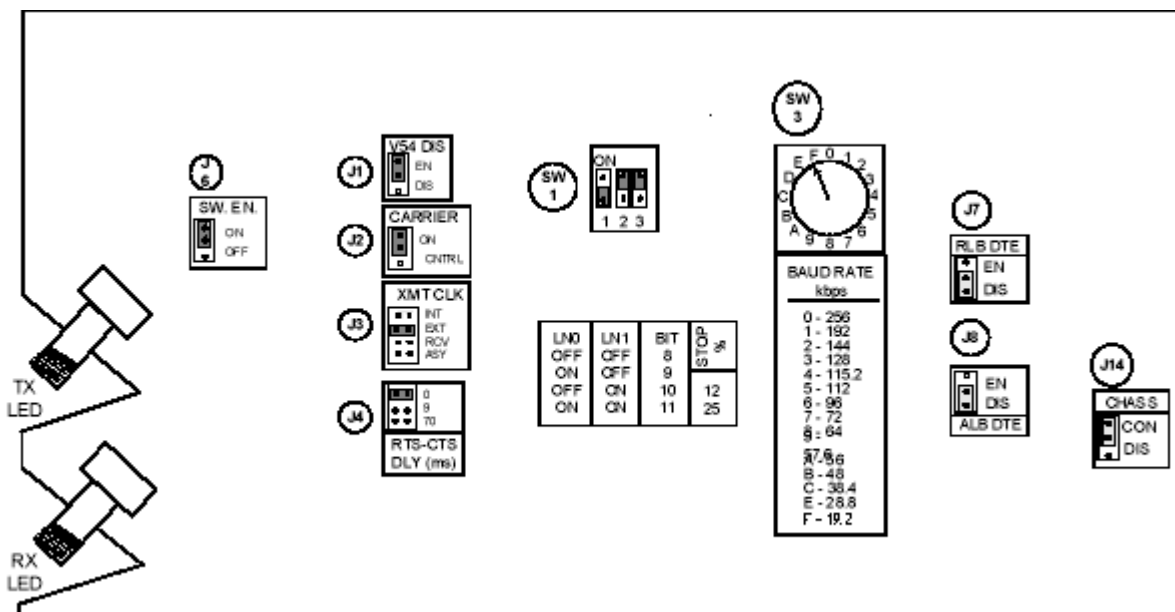 J
6
SW. EN.
ON
OFF
TX
LED
RX
LED
J1
V54 DIS
EN
DIS
J2
CARRIER
ON
CNTRL
J3
XMT CLK
INT
EXT
RCV
ASY
J4
0
9
70
RTS-CTS
DLY (ms)
SW
1
ON
1 2 3
LN0 LN1 BIT STOP %
OFF OFF 8
ON OFF 9
OFF ON 10 12
ON ON 11 25
SW
3
0 1 2 3 4 5 6 7 8 9 A B C D E F
BAUD RATE
kbps
0 - 256
1 - 192
2 - 144
3 - 128
4 - 115.2
5 - 112
6 - 96
7 - 72
8 - 64
9 -
57.6
A - 56
B - 48
C - 38.4
E - 28.8
F - 19.2
J7
RLB DTE
EN
DIS
J8
EN
DIS
ALB DTE
J14
CHASS
CON
DIS